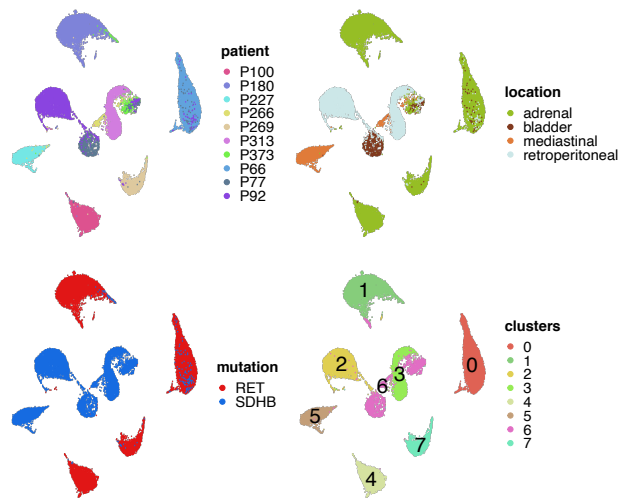 patient
P100
P180
P227
P266
P269
P313
P373
P66
P77
P92
location
adrenal
bladder
mediastinal
retroperitoneal
mutation
RET
SDHB
1
2
3
0
6
5
7
4
clusters
0
1
2
3
4
5
6
7